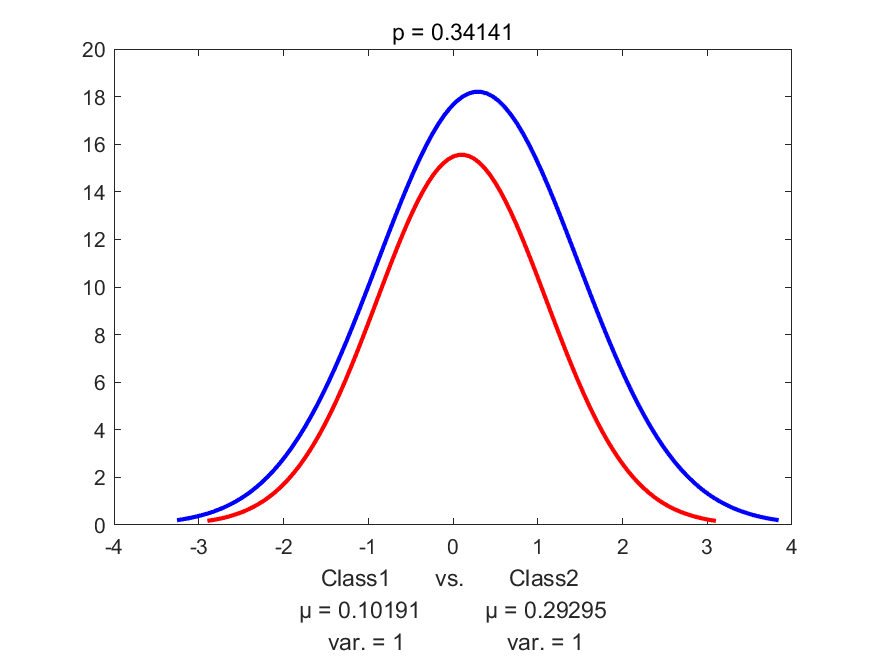 p = 0.34141
20
18
16
14
12
10
8
6
4
2
0
-4 -3 -2 -1 0 1 2 3 4
Class1 vs. Class2
μ = 0.10191 μ = 0.29295
var. = 1 var. = 1